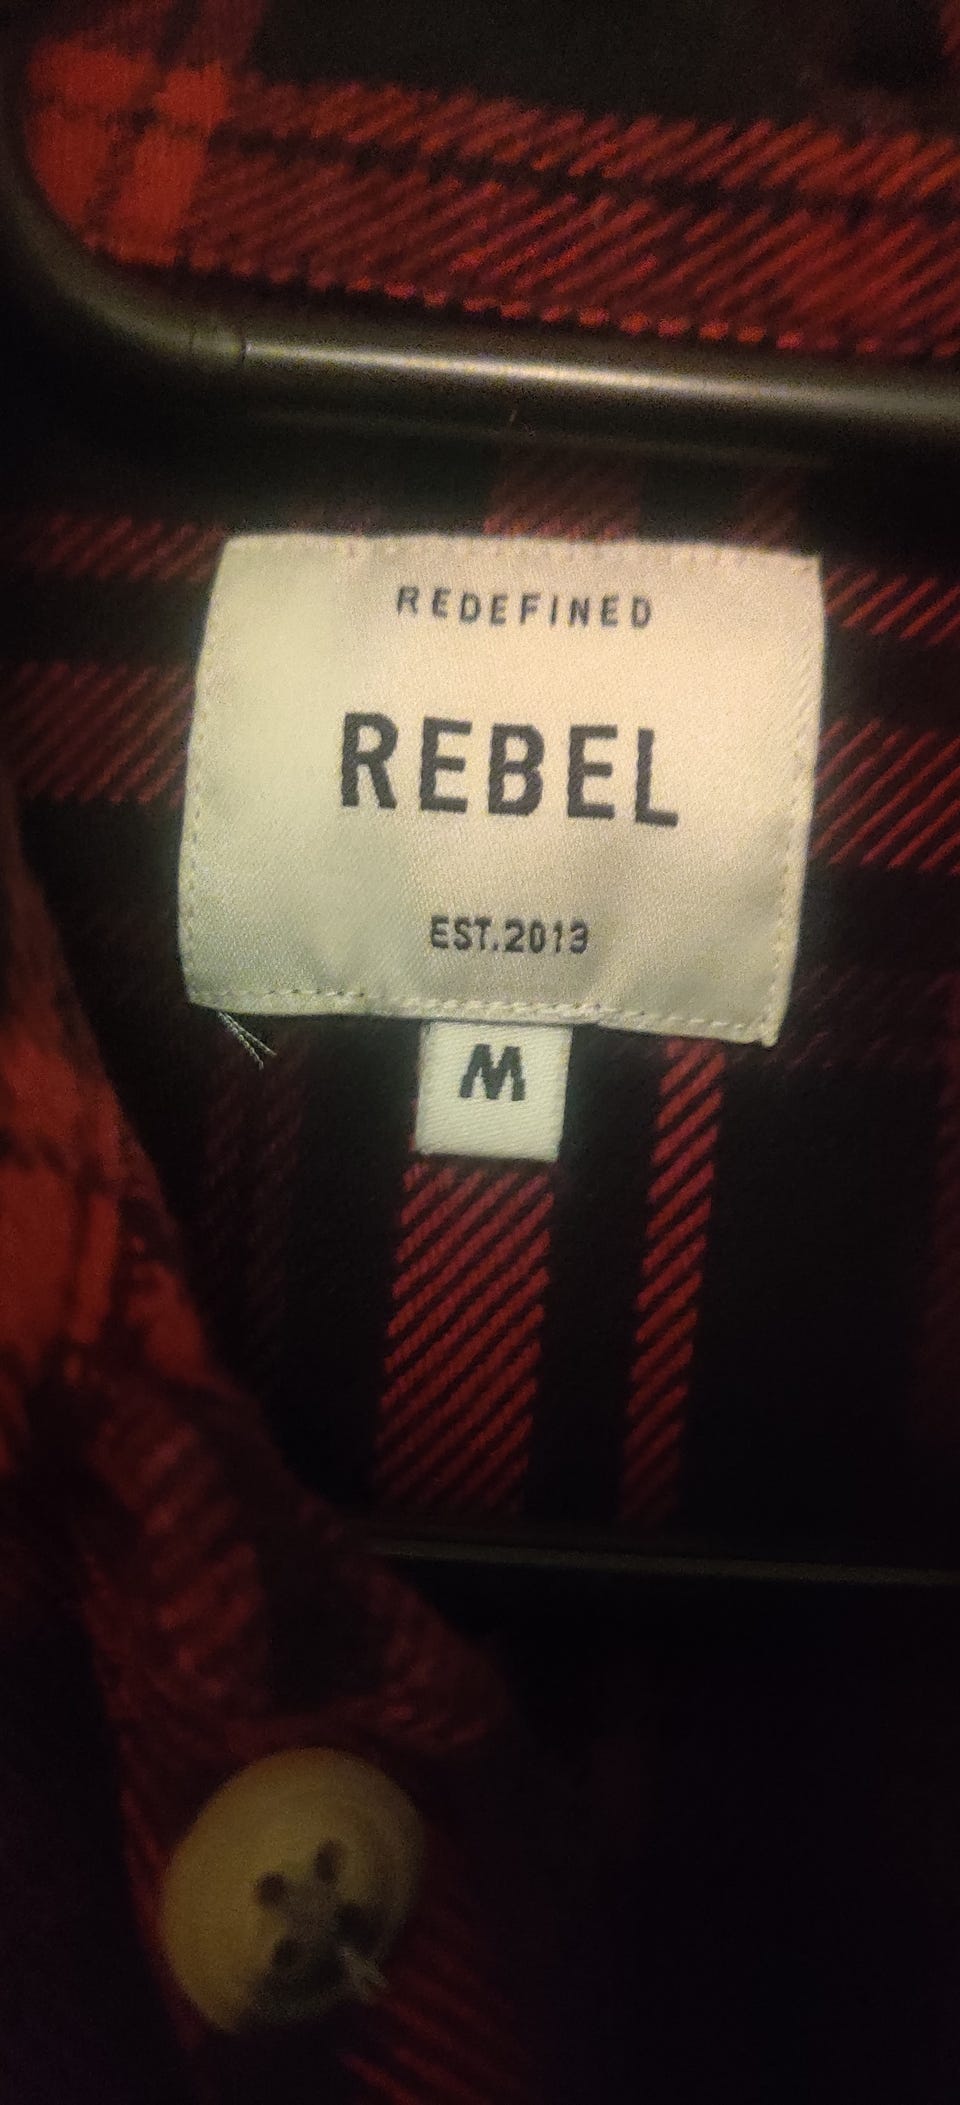 REDEFINED
REBEL
EST.2013
M